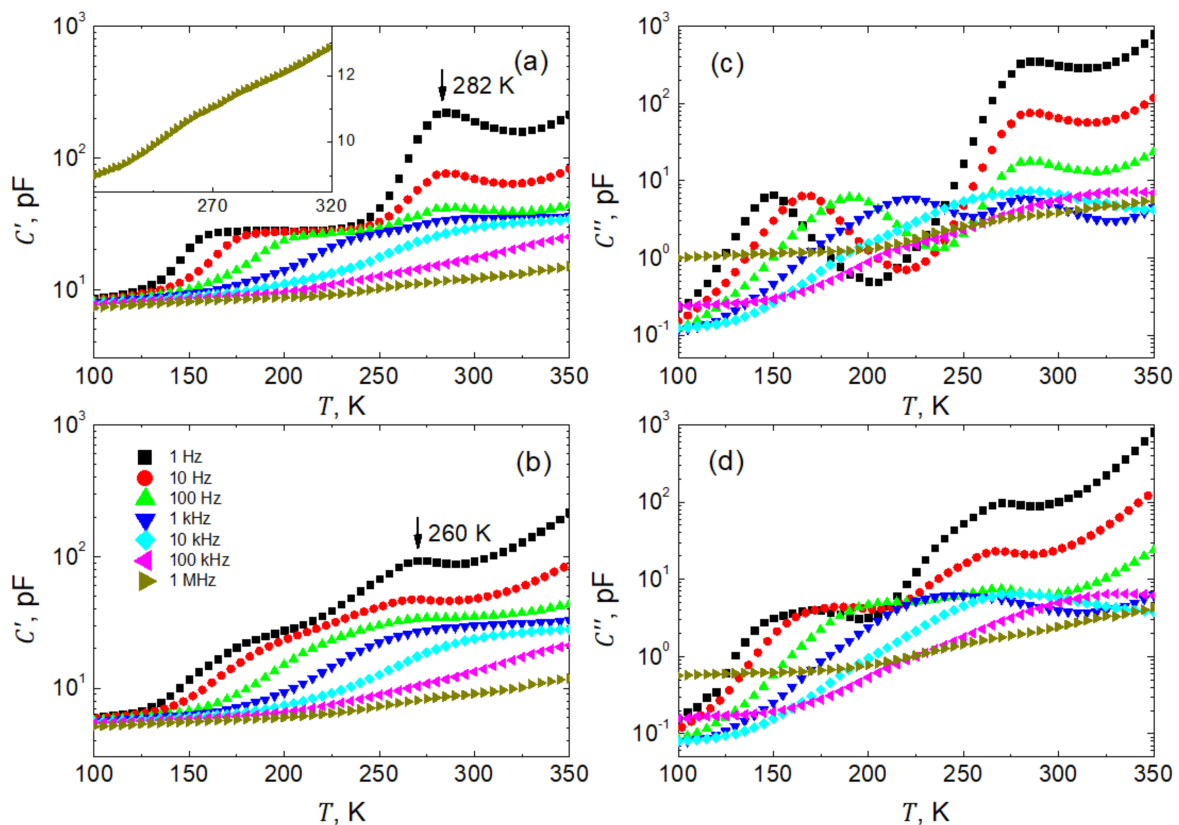 10³
10²
10¹
C′, pF
(a)
282 K
12
10
270
320
100 150 200 250 300 350
T, K
10³
10²
10¹
10⁰
10⁻¹
C″, pF
(c)
100 150 200 250 300 350
T, K
10³
10²
10¹
C′, pF
(b)
1 Hz
10 Hz
100 Hz
1 kHz
10 kHz
100 kHz
1 MHz
260 K
100 150 200 250 300 350
T, K
10³
10²
10¹
10⁰
10⁻¹
C″, pF
(d)
100 150 200 250 300 350
T, K